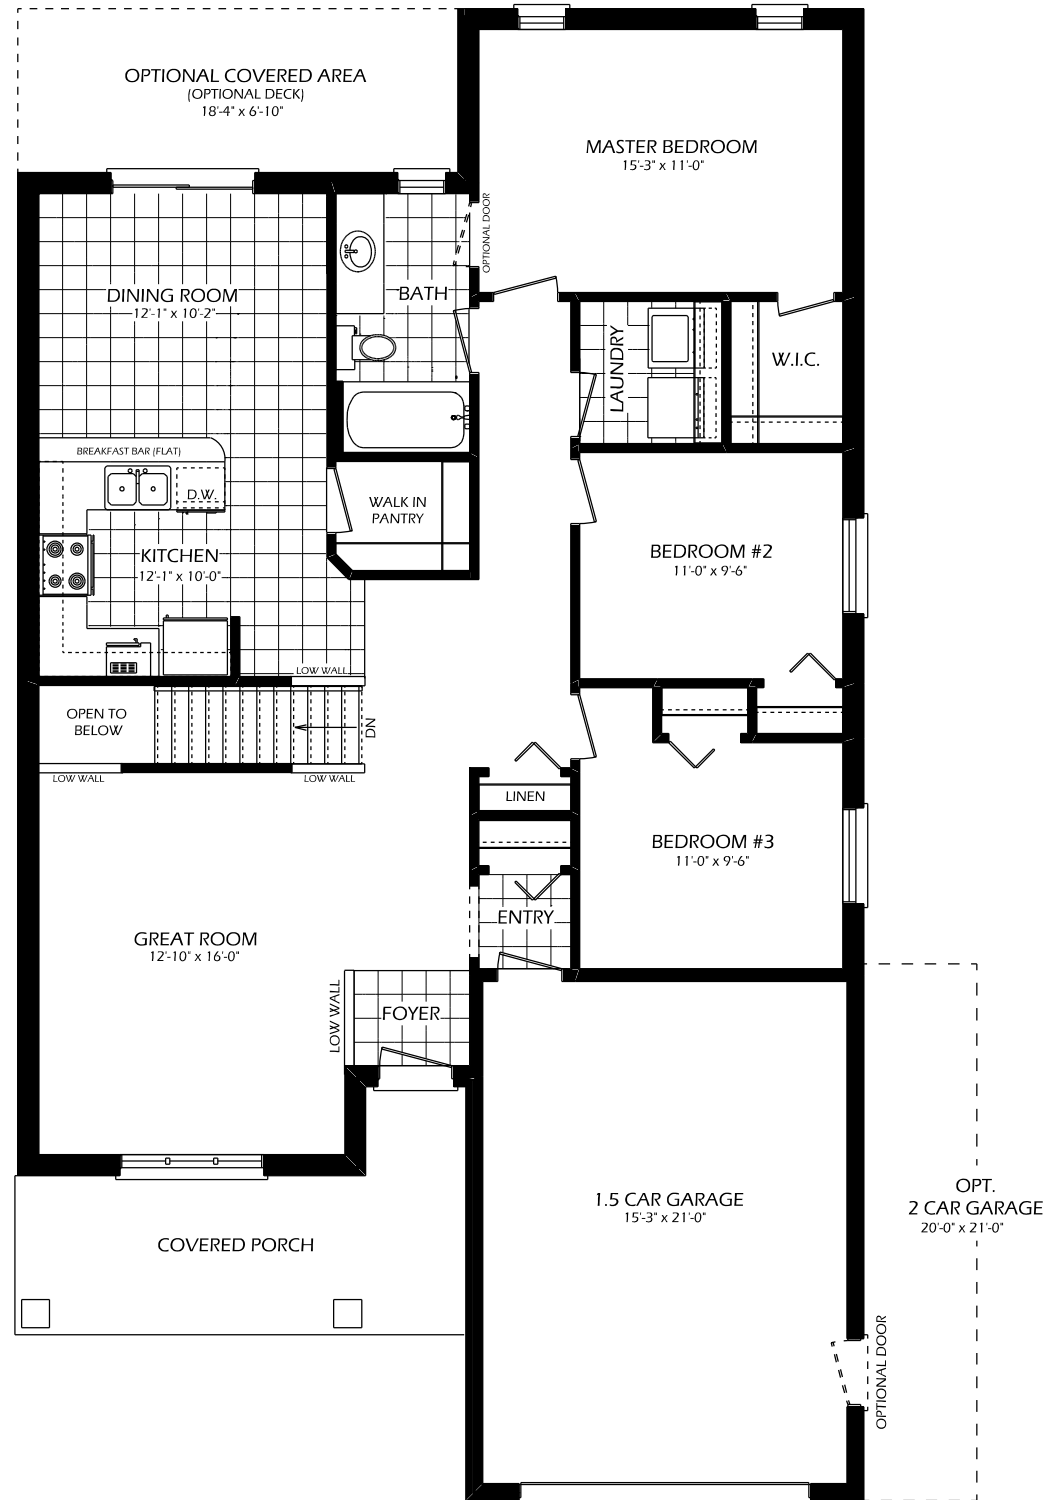 OPTIONAL COVERED AREA
(OPTIONAL DECK)
18'-4" x 6'-10"
MASTER BEDROOM
15'-3" x 11'-0"
OPTIONAL DOOR
DINING ROOM
12'-1" x 10'-2"
BATH
LAUNDRY
W.I.C.
BREAKFAST BAR (FLAT)
D.W.
WALK IN
PANTRY
KITCHEN
12'-1" x 10'-0"
BEDROOM #2
11'-0" x 9'-6"
LOW WALL
OPEN TO
BELOW
DN
LOW WALL
LOW WALL
LINEN
BEDROOM #3
11'-0" x 9'-6"
ENTRY
GREAT ROOM
12'-10" x 16'-0"
LOW WALL
FOYER
1.5 CAR GARAGE
15'-3" x 21'-0"
OPT.
2 CAR GARAGE
20'-0" x 21'-0"
COVERED PORCH
OPTIONAL DOOR